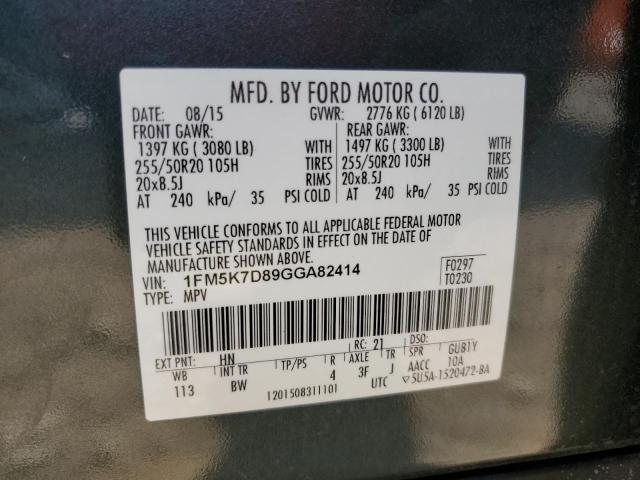 MFD. BY FORD MOTOR CO.
DATE: 08/15 GVWR: 2776 KG ( 6120 LB)
FRONT GAWR: REAR GAWR:
1397 KG ( 3080 LB) WITH 1497 KG ( 3300 LB) WITH
255/50R20 105H TIRES 255/50R20 105H TIRES
20x8.5J RIMS 20x8.5J RIMS
AT 240 kPa/ 35 PSI COLD AT 240 kPa/ 35 PSI COLD
THIS VEHICLE CONFORMS TO ALL APPLICABLE FEDERAL MOTOR
VEHICLE SAFETY STANDARDS IN EFFECT ON THE DATE OF
MANUFACTURE SHOWN ABOVE.
VIN: 1FM5K7D89GGA82414 F0297
TYPE: MPV T0230
EXT PNT: HN RC: 21 DSO:
WB INT TR TP/PS R AXLE TR SPR GUB1Y
113 BW 4 3F J AACC 10A
1201508311101 UTC 5U5A-1520472-BA